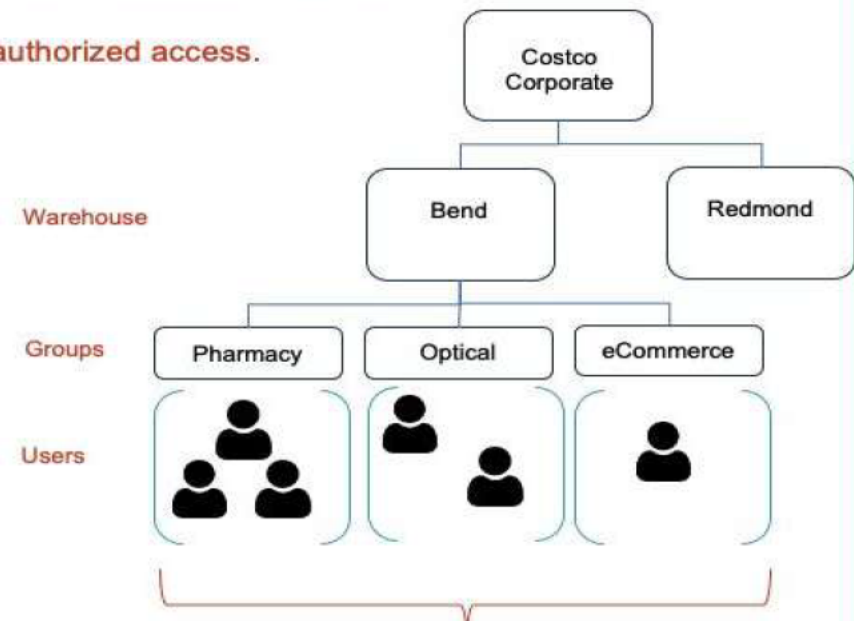 authorized access.
Costco
Corporate
Warehouse
Bend
Redmond
Groups
Pharmacy
Optical
eCommerce
Users